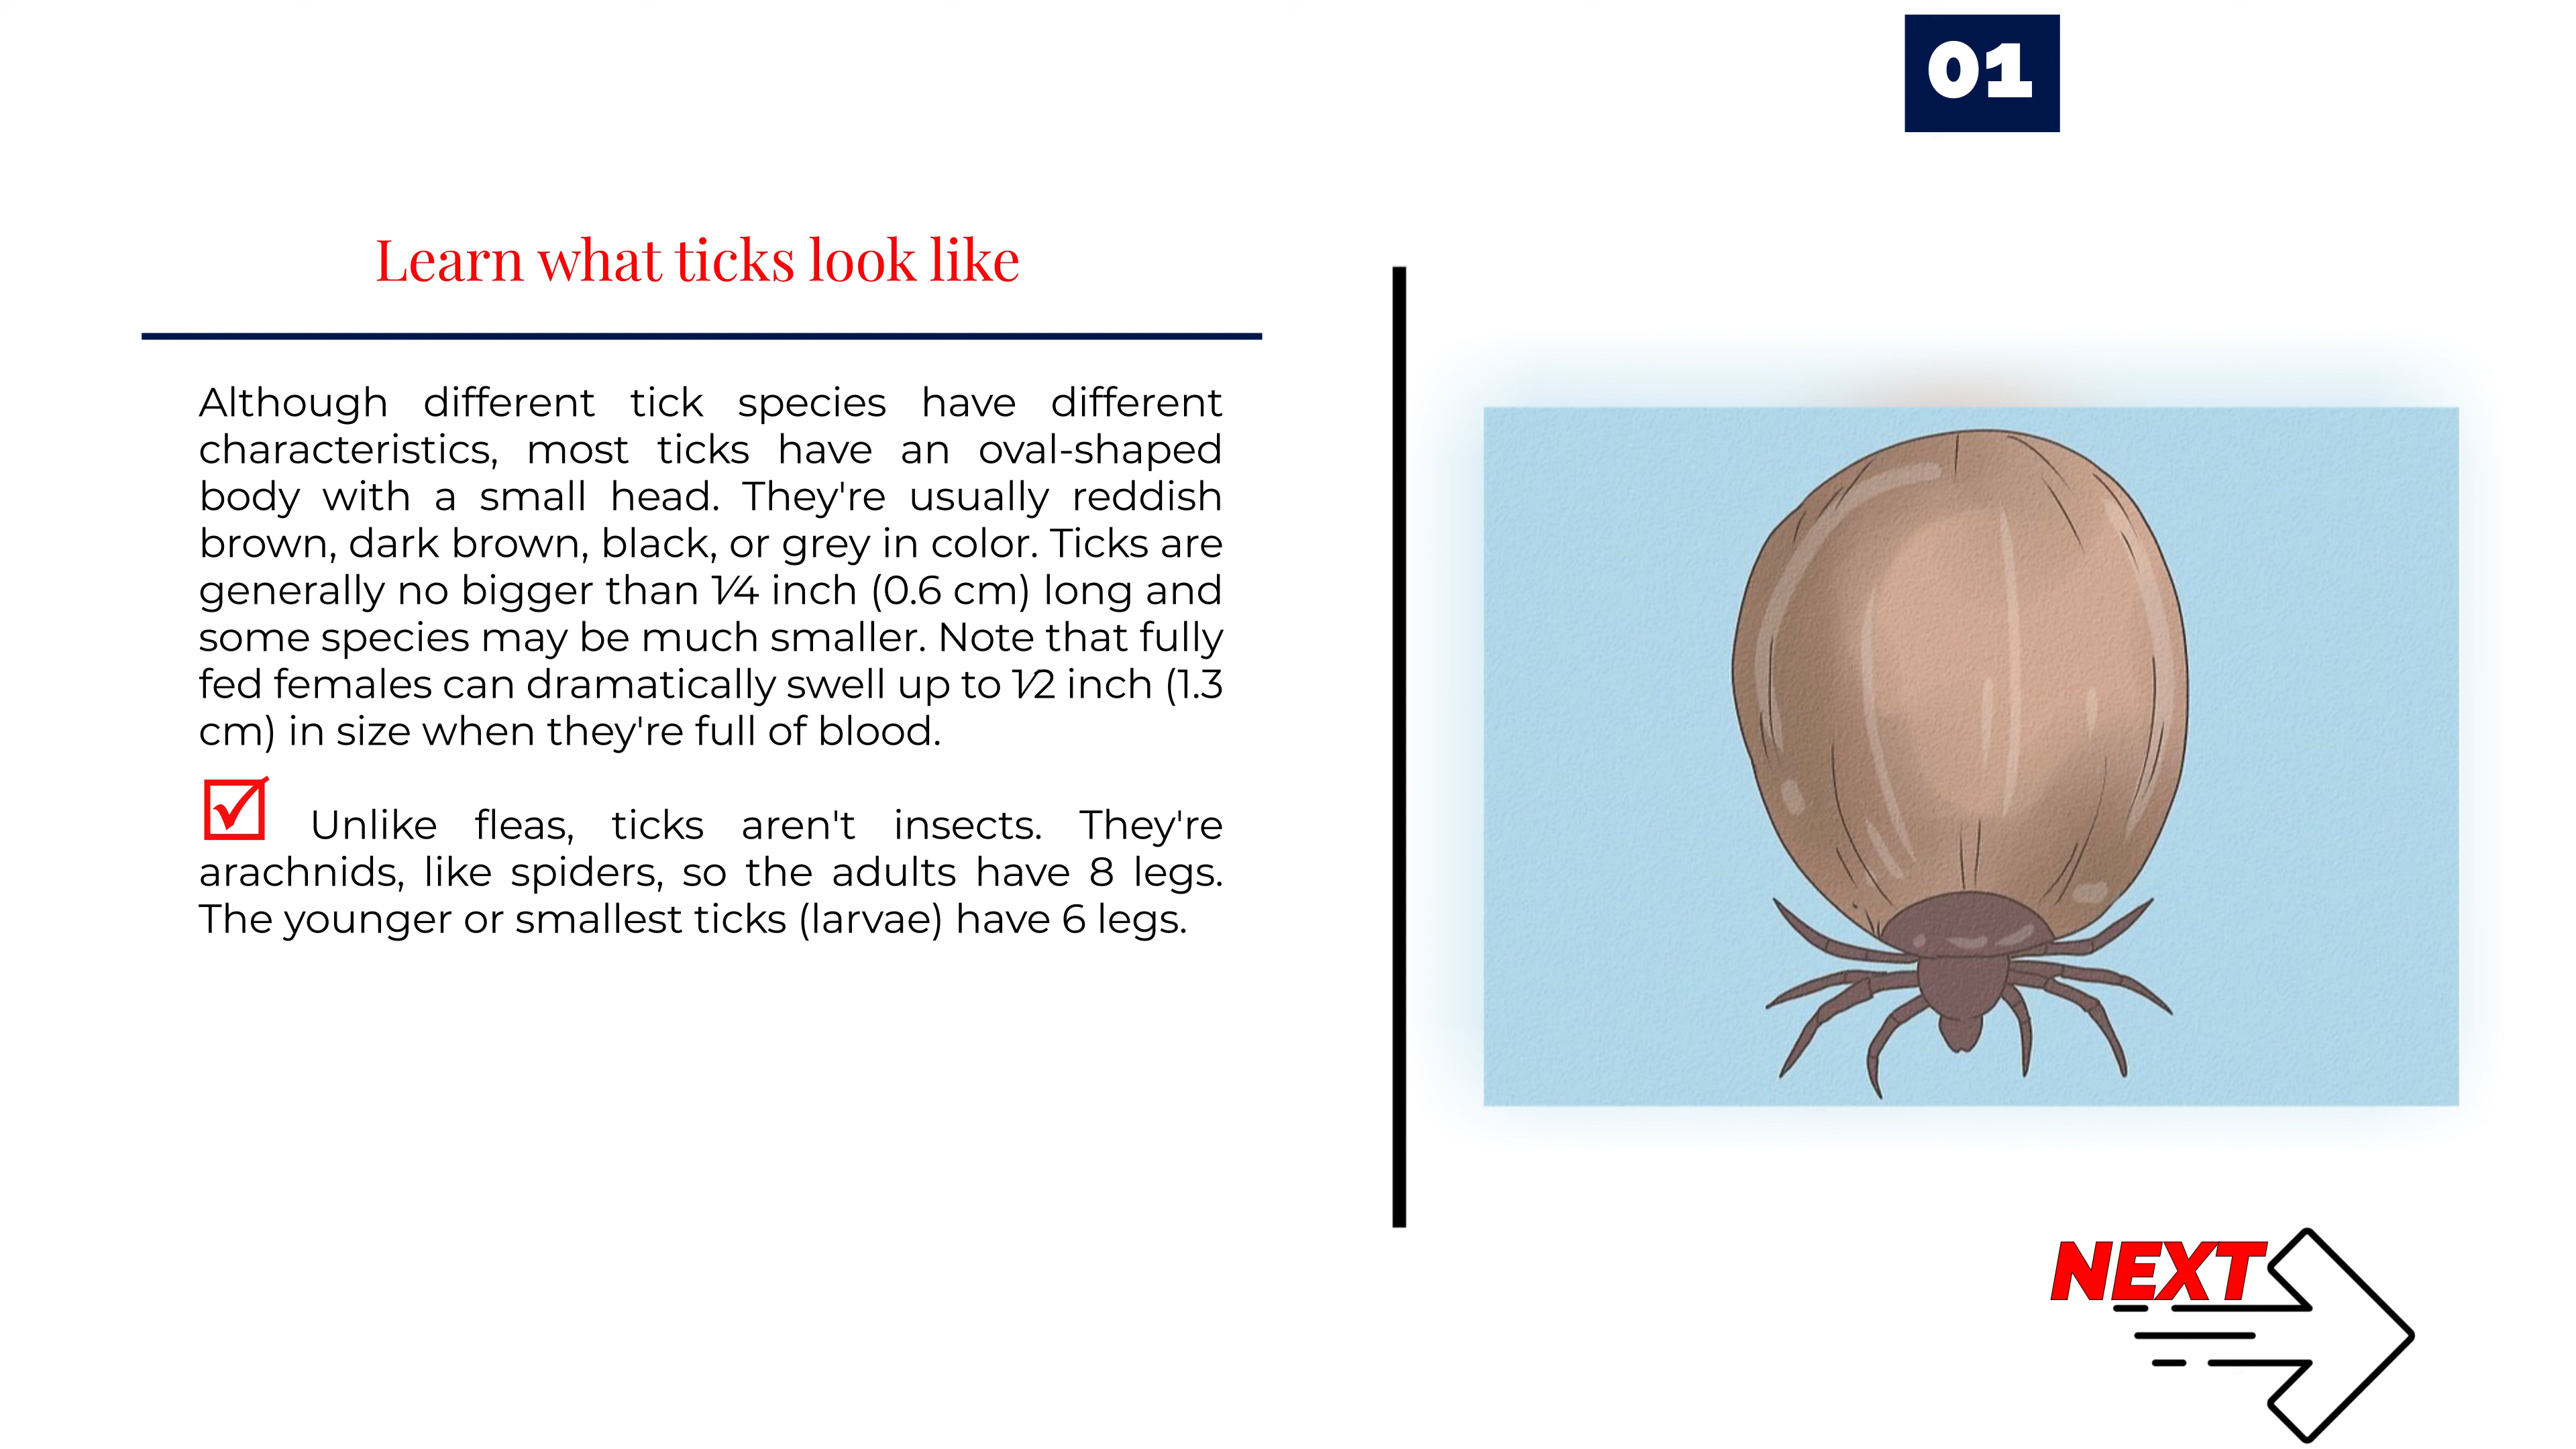 01
Learn what ticks look like
Although different tick species have different
characteristics, most ticks have an oval-shaped
body with a small head. They're usually reddish
brown, dark brown, black, or grey in color. Ticks are
generally no bigger than 1⁄4 inch (0.6 cm) long and
some species may be much smaller. Note that fully
fed females can dramatically swell up to 1⁄2 inch (1.3
cm) in size when they're full of blood.
Unlike fleas, ticks aren't insects. They're
arachnids, like spiders, so the adults have 8 legs.
The younger or smallest ticks (larvae) have 6 legs.
NEXT